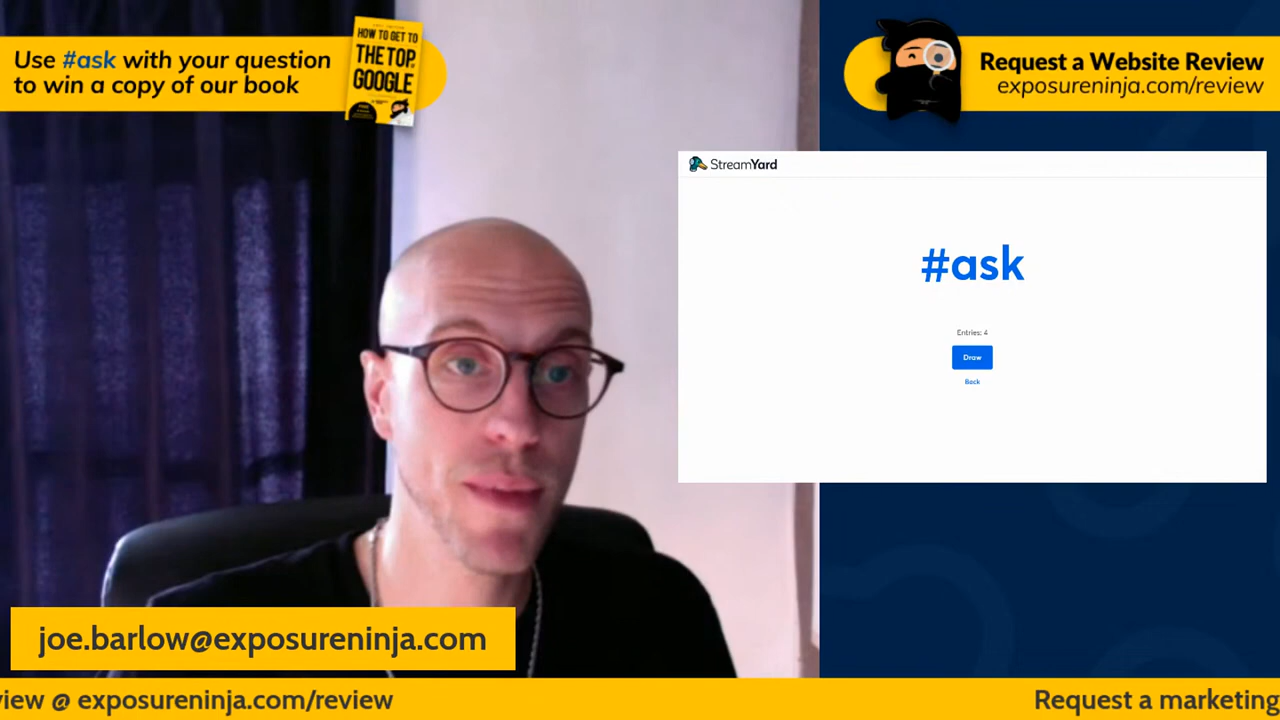 Use #ask with your question
to win a copy of our book
HOW TO GET TO
THE TOP
GOOGLE
Request a Website Review
exposureninja.com/review
StreamYard
#ask
Entries: 4
Draw
Back
joe.barlow@exposureninja.com
view @ exposureninja.com/review
Request a marketing